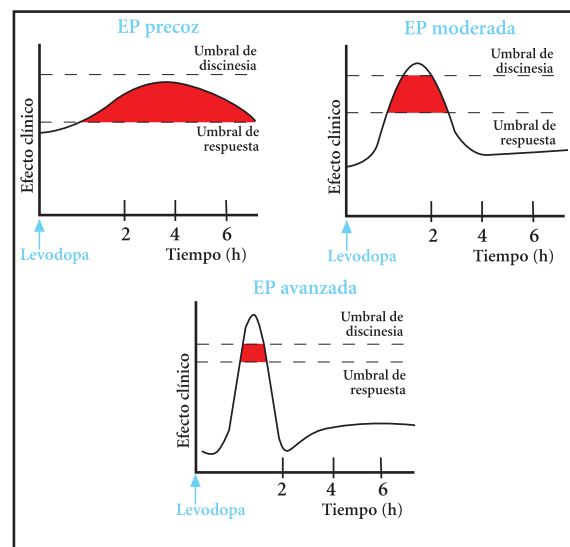 EP precoz
Umbral de
discinesia
Umbral de
respuesta
Efecto clínico
2
4
6
Tiempo (h)
Levodopa
EP moderada
Umbral de
discinesia
Umbral de
respuesta
Efecto clínico
2
4
6
Tiempo (h)
Levodopa
EP avanzada
Umbral de
discinesia
Umbral de
respuesta
Efecto clínico
2
4
6
Tiempo (h)
Levodopa